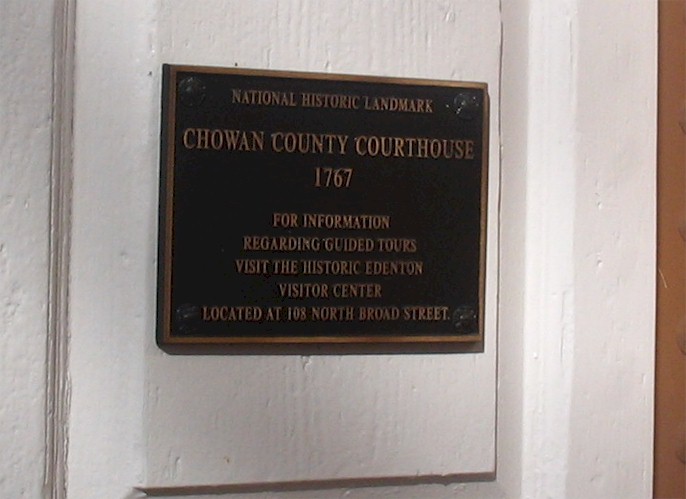 NATIONAL HISTORIC LANDMARK
CHOWAN COUNTY COURTHOUSE
1767
FOR INFORMATION
REGARDING GUIDED TOURS
VISIT THE HISTORIC EDENTON
VISITOR CENTER
LOCATED AT 108 NORTH BROAD STREET.